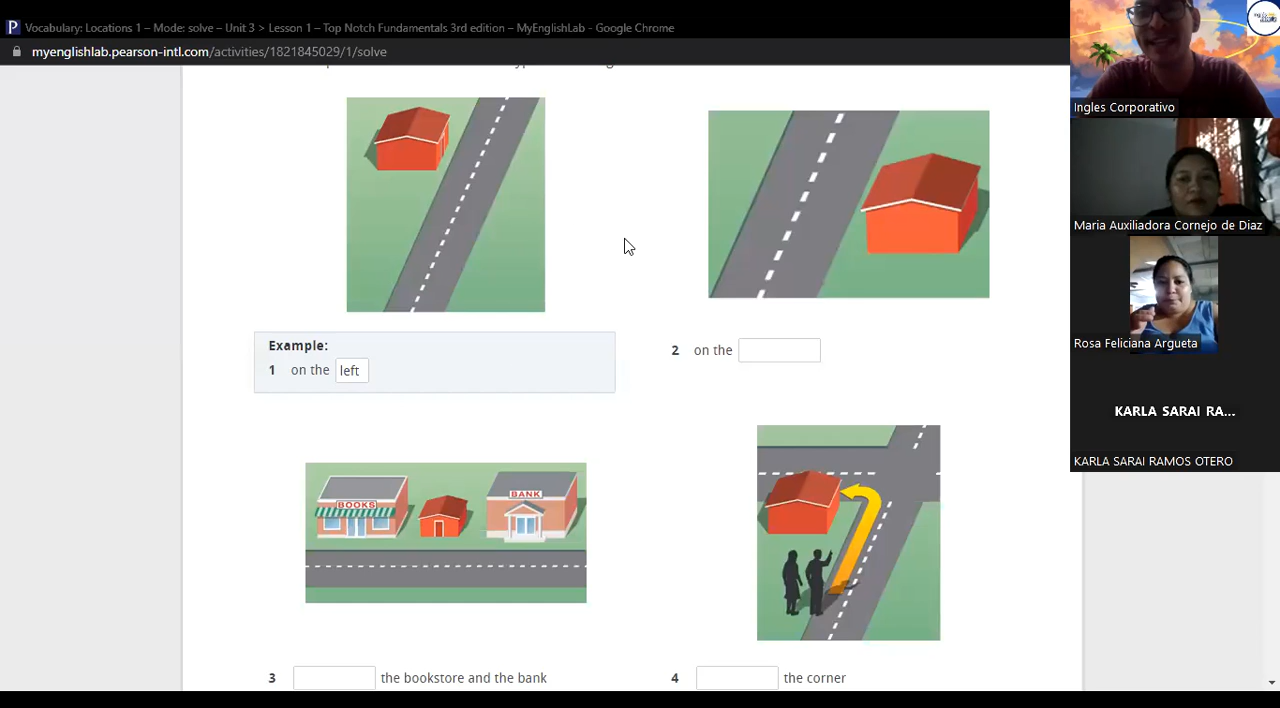 Vocabulary: Locations 1 – Mode: solve – Unit 3 > Lesson 1 – Top Notch Fundamentals 3rd edition – MyEnglishLab - Google Chrome
myenglishlab.pearson-intl.com/activities/1821845029/1/solve
Ingles Corporativo
Maria Auxiliadora Cornejo de Diaz
Rosa Feliciana Argueta
KARLA SARAI RA...
KARLA SARAI RAMOS OTERO
Example:
1 on the left
2 on the
BOOKS
BANK
3 the bookstore and the bank
4 the corner